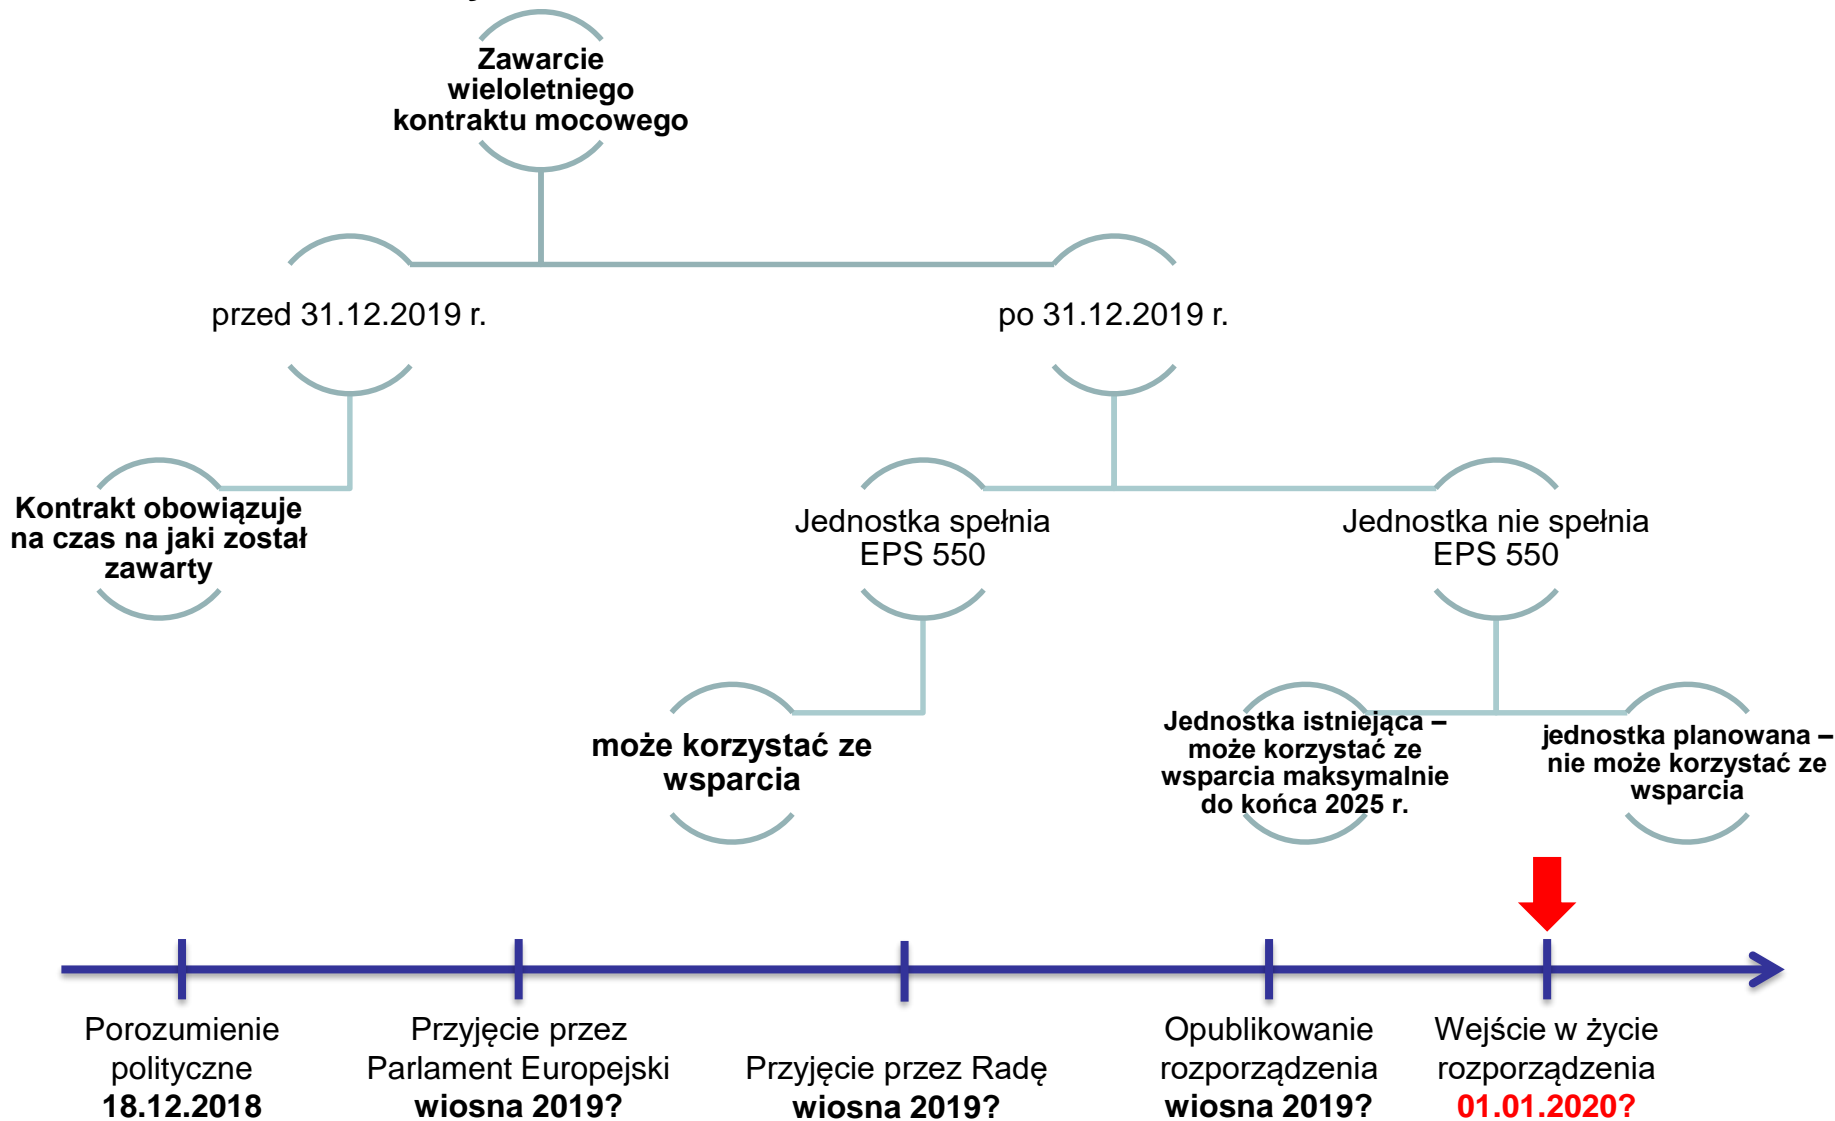 Zawarcie
wieloletniego
kontraktu mocowego
przed 31.12.2019 r.
po 31.12.2019 r.
Kontrakt obowiązuje
na czas na jaki został
zawarty
Jednostka spełnia
EPS 550
Jednostka nie spełnia
EPS 550
może korzystać ze
wsparcia
Jednostka istniejąca –
może korzystać ze
wsparcia maksymalnie
do końca 2025 r.
jednostka planowana –
nie może korzystać ze
wsparcia
Porozumienie
polityczne
18.12.2018
Przyjęcie przez
Parlament Europejski
wiosna 2019?
Przyjęcie przez Radę
wiosna 2019?
Opublikowanie
rozporządzenia
wiosna 2019?
Wejście w życie
rozporządzenia
01.01.2020?